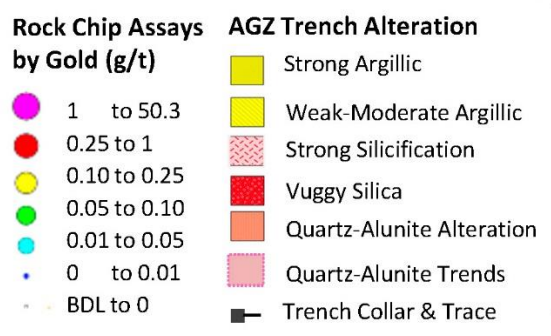 Rock Chip Assays
by Gold (g/t)
1 to 50.3
0.25 to 1
0.10 to 0.25
0.05 to 0.10
0.01 to 0.05
0 to 0.01
BDL to 0
AGZ Trench Alteration
Strong Argillic
Weak-Moderate Argillic
Strong Silicification
Vuggy Silica
Quartz-Alunite Alteration
Quartz-Alunite Trends
Trench Collar & Trace